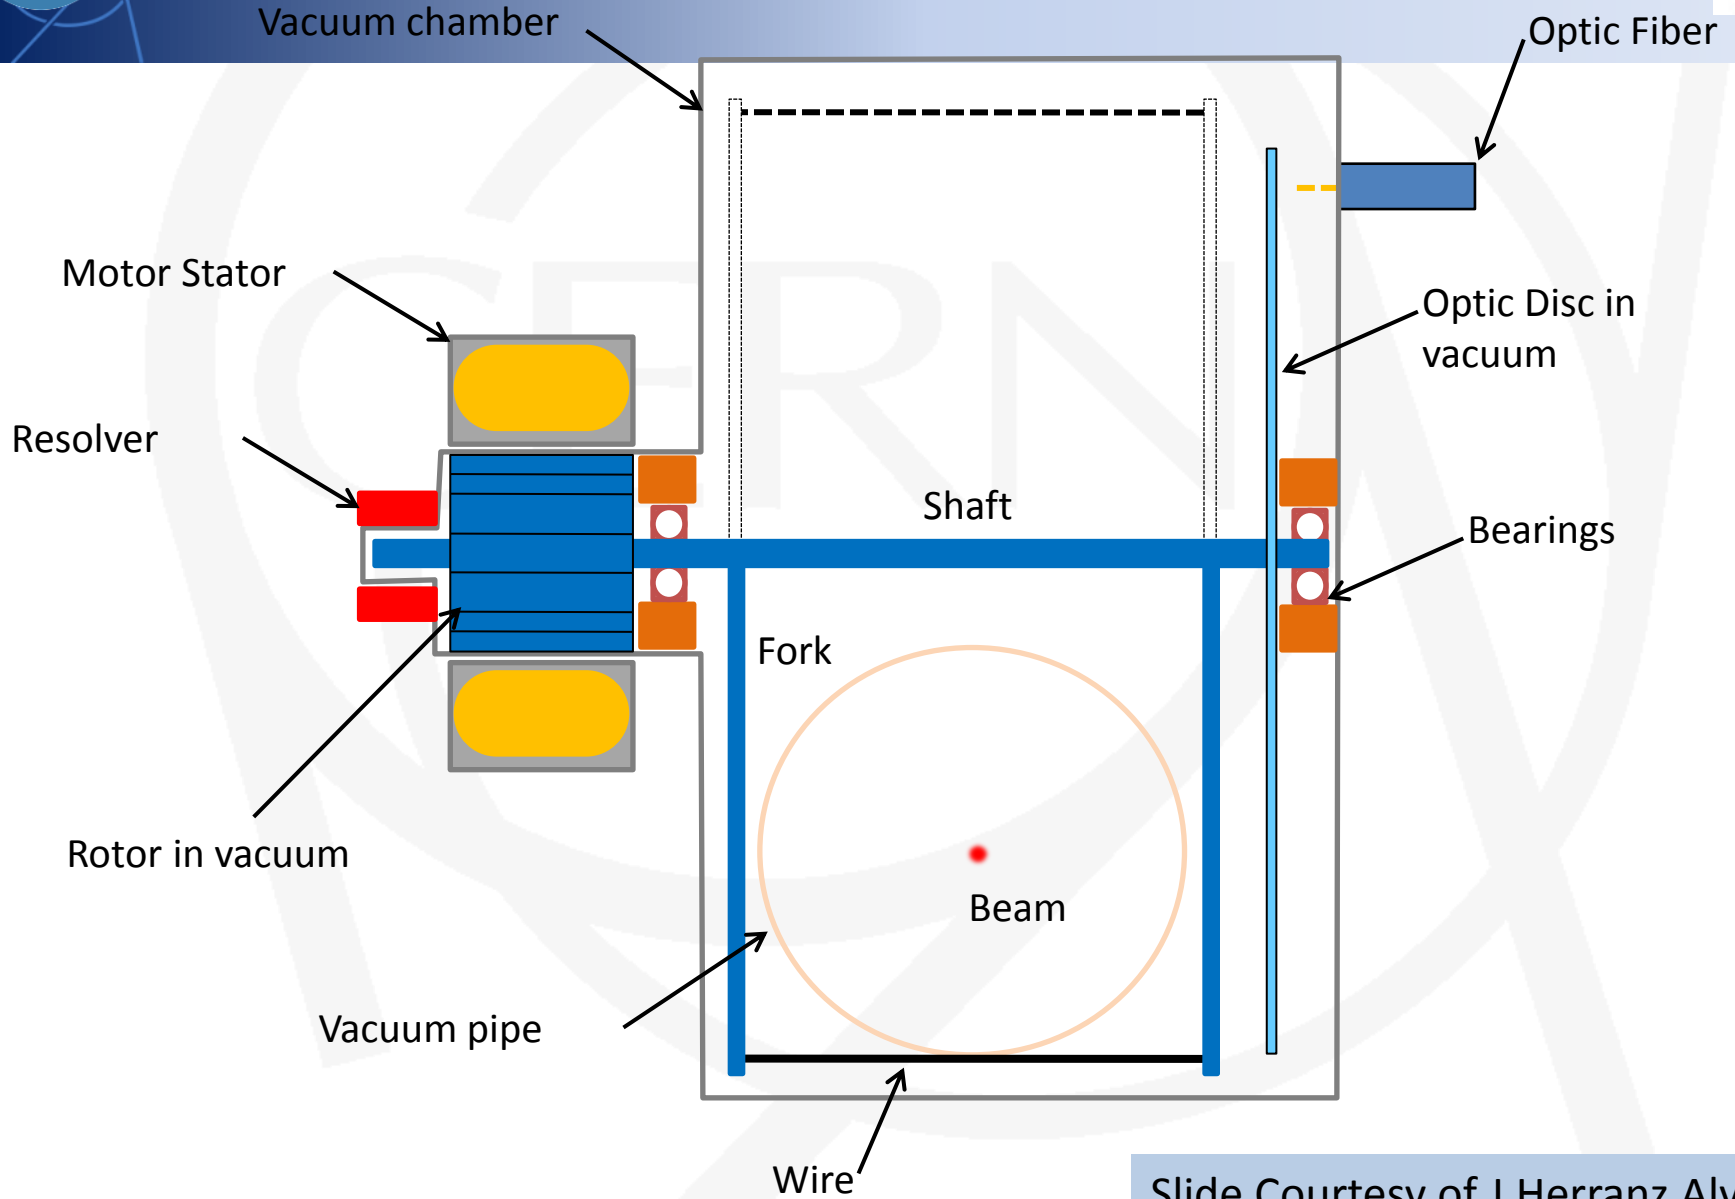 Vacuum chamber
Optic Fiber
Motor Stator
Optic Disc in
vacuum
Resolver
Shaft
Bearings
Fork
Rotor in vacuum
Beam
Vacuum pipe
Wire
CERN
Slide Courtesy of J Herranz